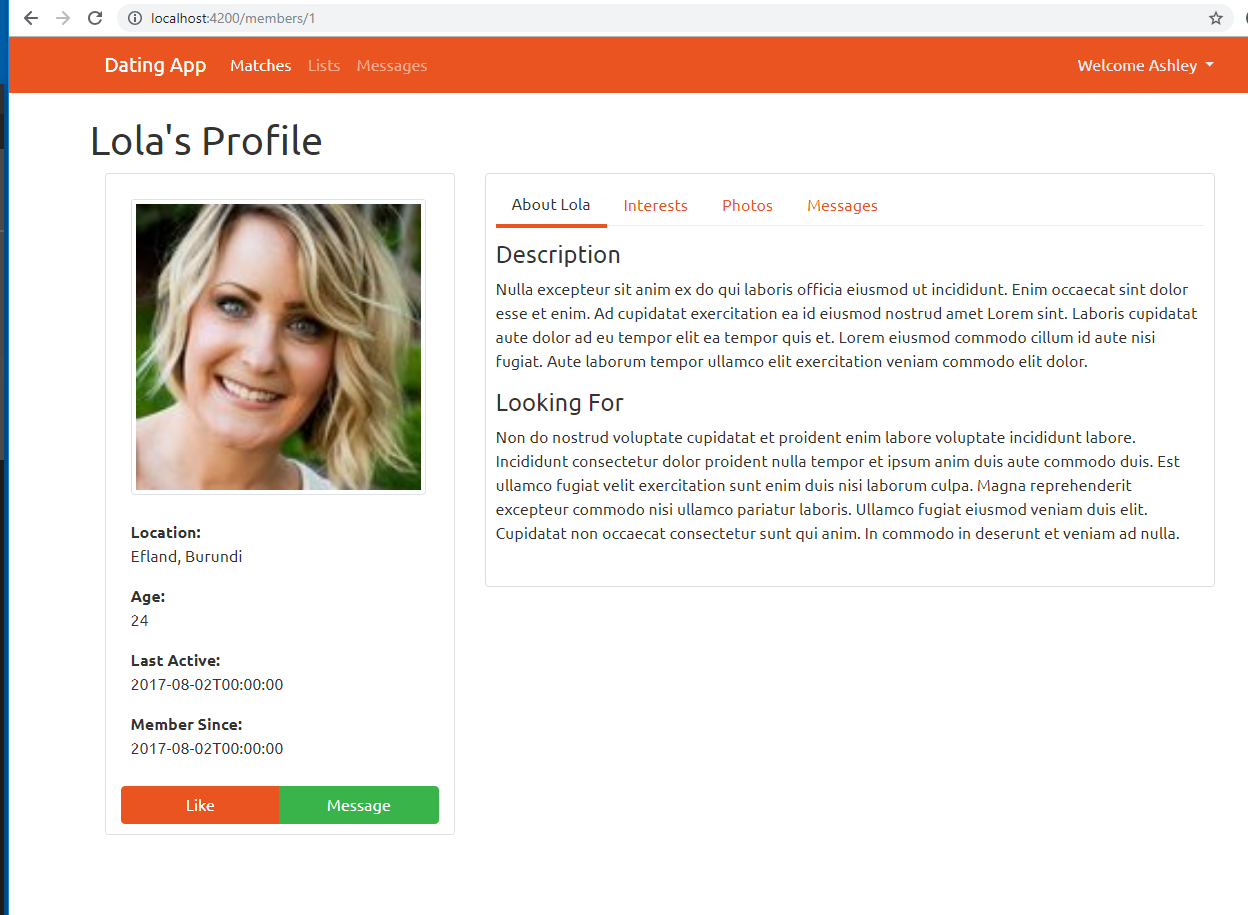 localhost:4200/members/1
Dating App Matches Lists Messages Welcome Ashley
Lola's Profile
About Lola Interests Photos Messages
Description
Nulla excepteur sit anim ex do qui laboris officia eiusmod ut incididunt. Enim occaecat sint dolor
esse et enim. Ad cupidatat exercitation ea id eiusmod nostrud amet Lorem sint. Laboris cupidatat
aute dolor ad eu tempor elit ea tempor quis et. Lorem eiusmod commodo cillum id aute nisi
fugiat. Aute laborum tempor ullamco elit exercitation veniam commodo elit dolor.
Looking For
Non do nostrud voluptate cupidatat et proident enim labore voluptate incididunt labore.
Incididunt consectetur dolor proident nulla tempor et ipsum anim duis aute commodo duis. Est
ullamco fugiat velit exercitation sunt enim duis nisi laborum culpa. Magna reprehenderit
excepteur commodo nisi ullamco pariatur laboris. Ullamco fugiat eiusmod veniam duis elit.
Cupidatat non occaecat consectetur sunt qui anim. In commodo in deserunt et veniam ad nulla.
Location:
Efland, Burundi
Age:
24
Last Active:
2017-08-02T00:00:00
Member Since:
2017-08-02T00:00:00
Like Message